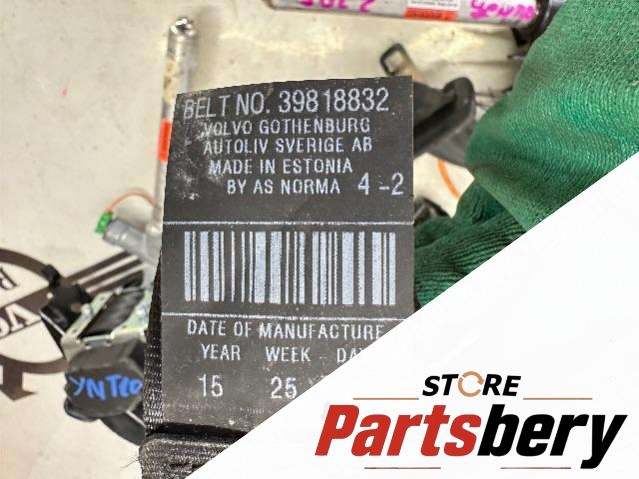 BELT NO. 39818832
VOLVO GOTHENBURG
AUTOLIV SVERIGE AB
MADE IN ESTONIA
BY AS NORMA 4-2
DATE OF MANUFACTURE
YEAR WEEK
15 25
YNT
STORE
Partsbery